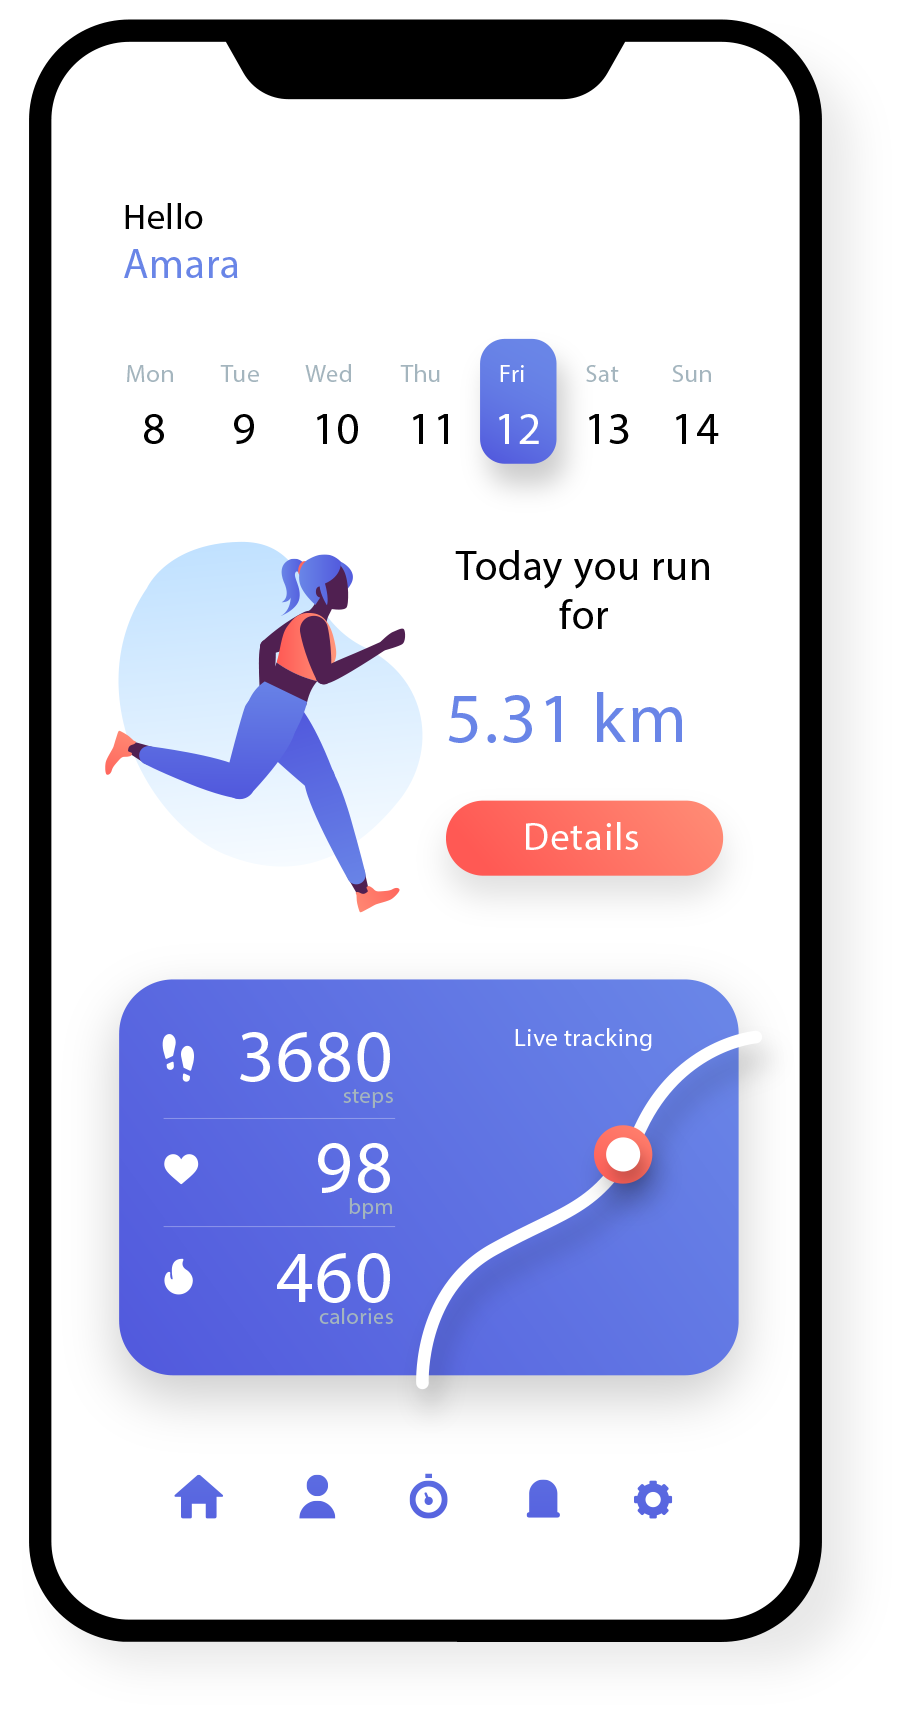 Hello
Amara
Mon Tue Wed Thu Fri Sat Sun
8 9 10 11 12 13 14
Today you run
for
5.31 km
Details
Live tracking
3680
steps
98
bpm
460
calories